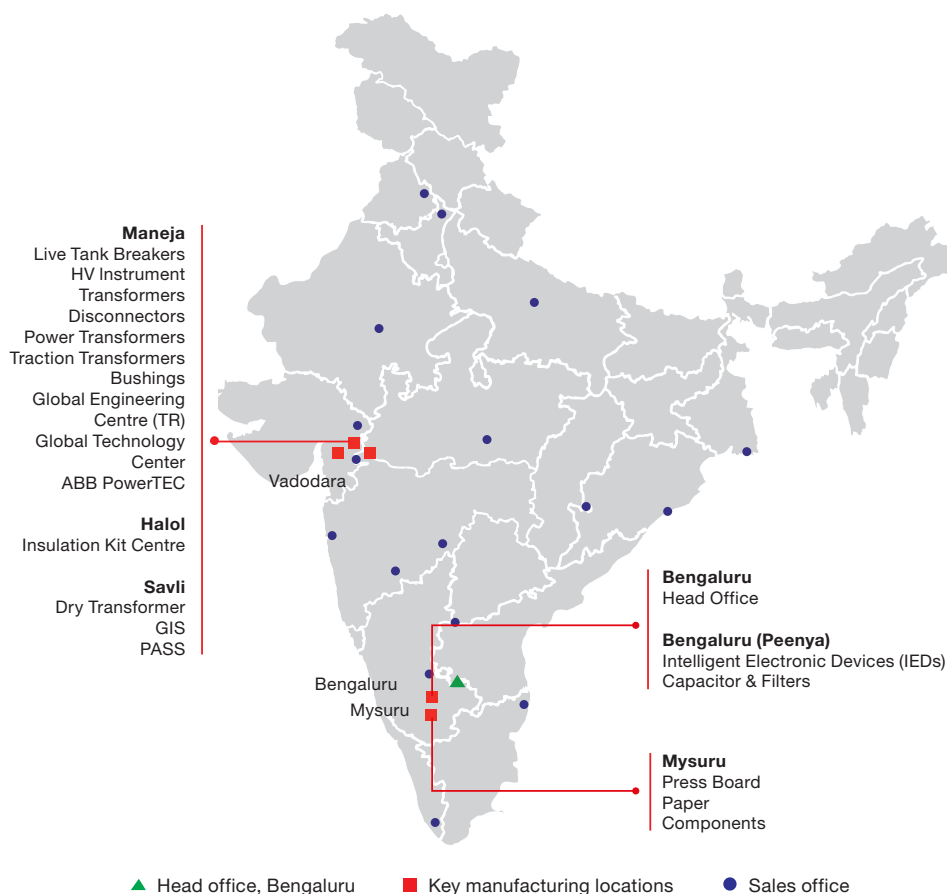 Maneja
Live Tank Breakers
HV Instrument
Transformers
Disconnectors
Power Transformers
Traction Transformers
Bushings
Global Engineering
Centre (TR)
Global Technology
Center
ABB PowerTEC
Halol
Insulation Kit Centre
Savli
Dry Transformer
GIS
PASS
Vadodara
Bengaluru
Mysuru
Bengaluru
Head Office
Bengaluru (Peenya)
Intelligent Electronic Devices (IEDs)
Capacitor & Filters
Mysuru
Press Board
Paper
Components
Head office, Bengaluru
Key manufacturing locations
Sales office